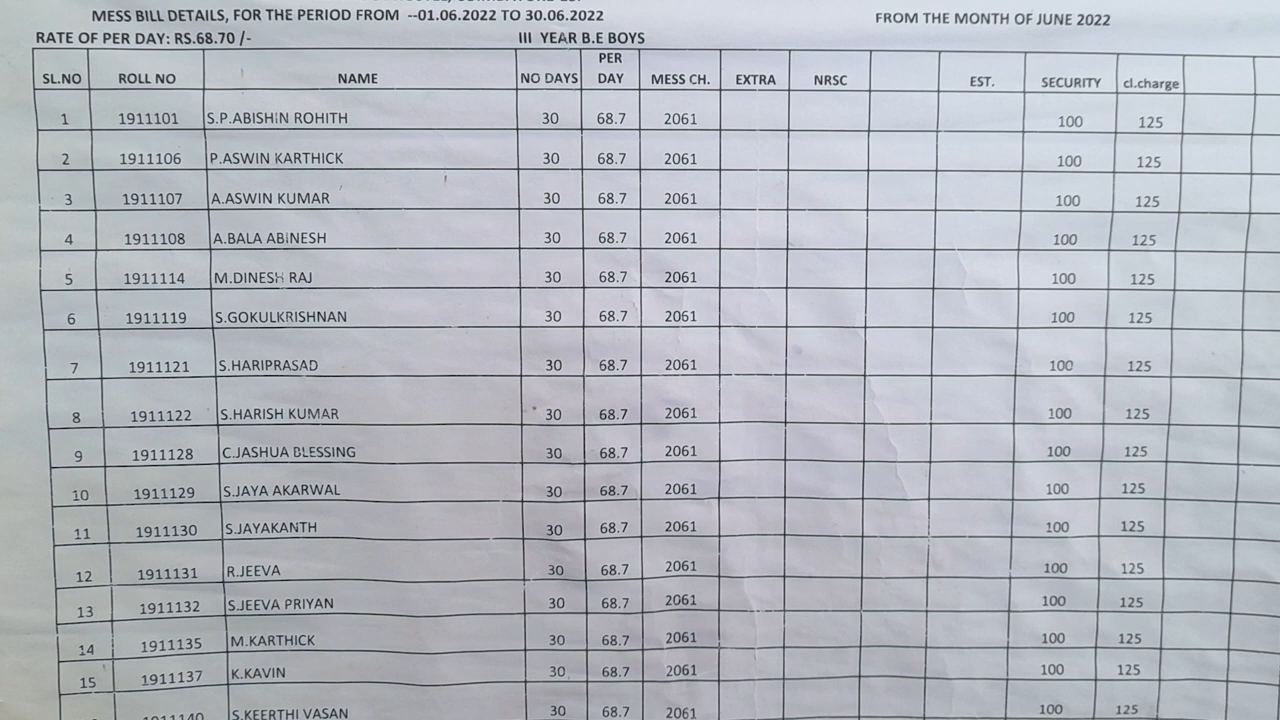 MESS BILL DETAILS, FOR THE PERIOD FROM --01.06.2022 TO 30.06.2022 FROM THE MONTH OF JUNE 2022
RATE OF PER DAY: RS.68.70 /- III YEAR B.E BOYS
SL.NO ROLL NO NAME NO DAYS PER DAY MESS CH. EXTRA NRSC EST. SECURITY cl.charge
1 1911101 S.P.ABISHIN ROHITH 30 68.7 2061 100 125
2 1911106 P.ASWIN KARTHICK 30 68.7 2061 100 125
3 1911107 A.ASWIN KUMAR 30 68.7 2061 100 125
4 1911108 A.BALA ABINESH 30 68.7 2061 100 125
5 1911114 M.DINESH RAJ 30 68.7 2061 100 125
6 1911119 S.GOKULKRISHNAN 30 68.7 2061 100 125
7 1911121 S.HARIPRASAD 30 68.7 2061 100 125
8 1911122 S.HARISH KUMAR 30 68.7 2061 100 125
9 1911128 C.JASHUA BLESSING 30 68.7 2061 100 125
10 1911129 S.JAYA AKARWAL 30 68.7 2061 100 125
11 1911130 S.JAYAKANTH 30 68.7 2061 100 125
12 1911131 R.JEEVA 30 68.7 2061 100 125
13 1911132 S.JEEVA PRIYAN 30 68.7 2061 100 125
14 1911135 M.KARTHICK 30 68.7 2061 100 125
15 1911137 K.KAVIN 30 68.7 2061 100 125
1911140 S.KEERTHI VASAN 30 68.7 2061 100 125